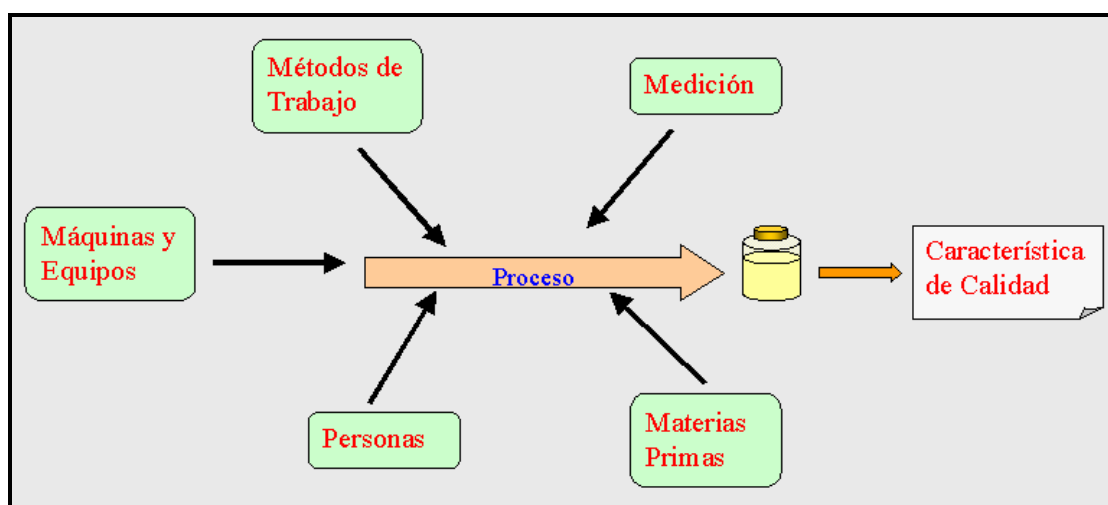 Métodos de
Trabajo
Medición
Máquinas y
Equipos
Proceso
Característica
de Calidad
Personas
Materias
Primas